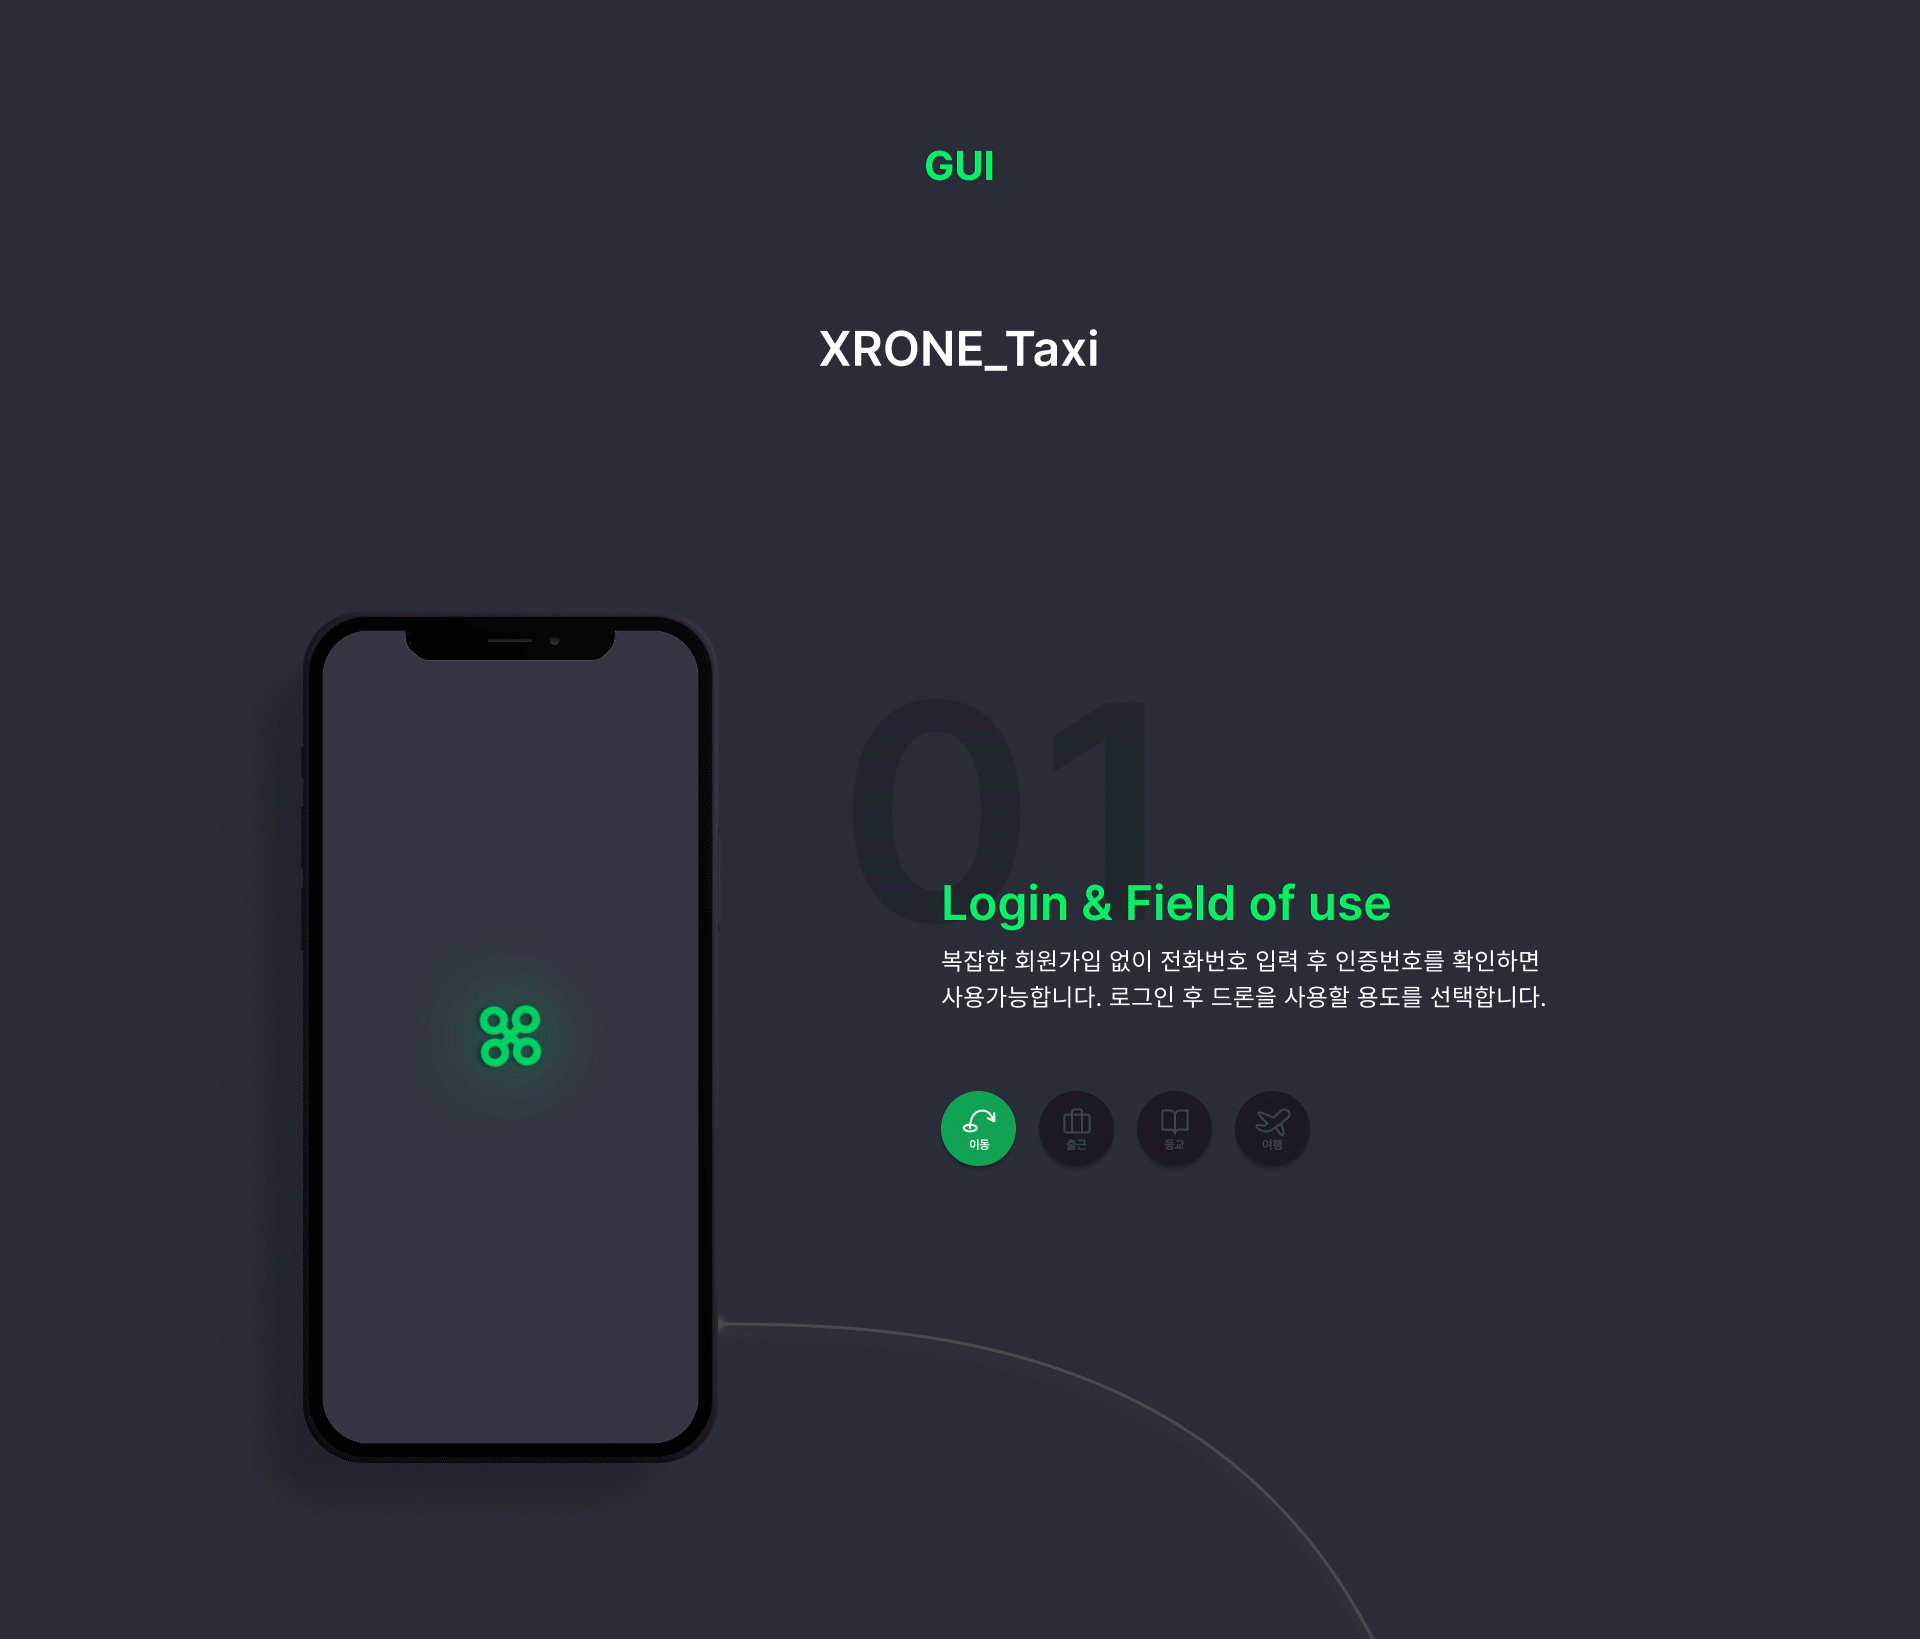 GUI
XRONE_Taxi
01
Login & Field of use
복잡한 회원가입 없이 전화번호 입력 후 인증번호를 확인하면
사용가능합니다. 로그인 후 드론을 사용할 용도를 선택합니다.
이동
출근
등교
여행